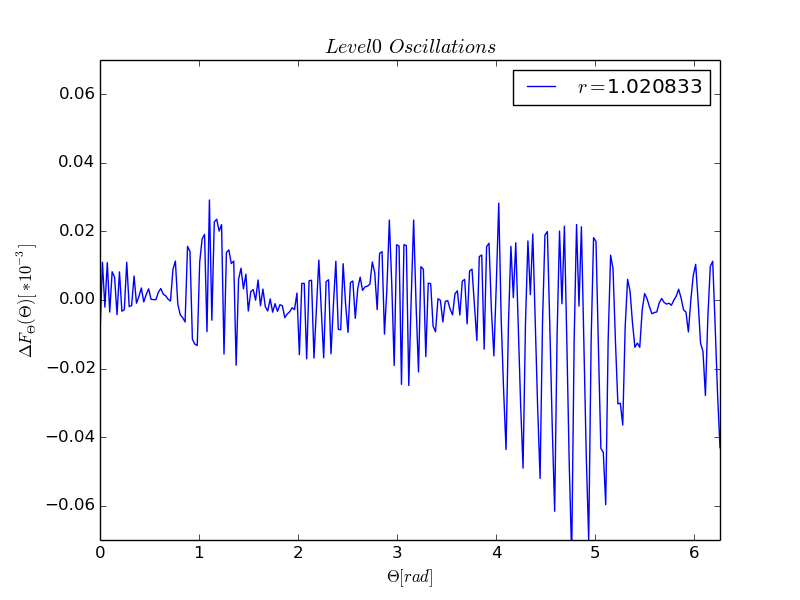 Level0 Oscillations
r=1.020833
0.06
0.04
0.02
0.00
−0.02
−0.04
−0.06
ΔF_Θ(Θ)[*10^{-3}]
0 1 2 3 4 5 6
Θ[rad]